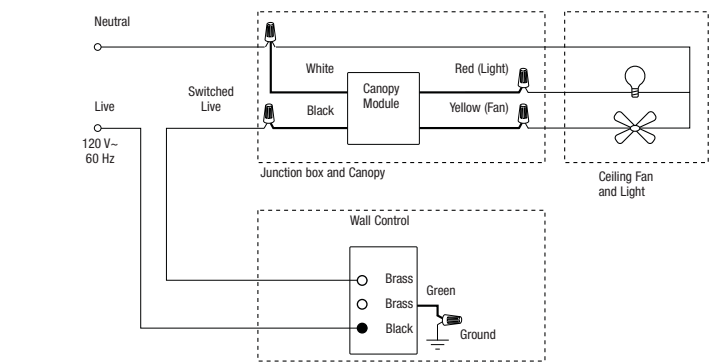 Neutral
White
Red (Light)
Canopy
Module
Switched
Live
Live
Black
Yellow (Fan)
120 V~
60 Hz
Junction box and Canopy
Ceiling Fan
and Light
Wall Control
Brass
Green
Brass
Black
Ground